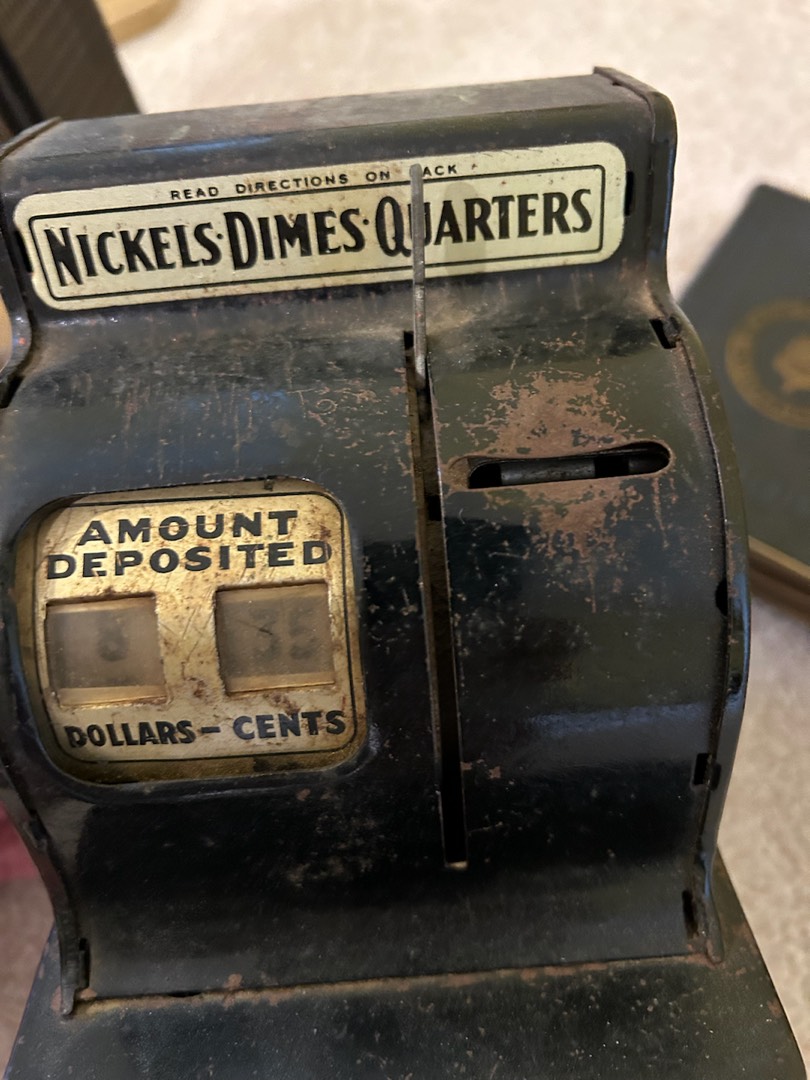 READ DIRECTIONS ON BACK
NICKELS·DIMES·QUARTERS
AMOUNT
DEPOSITED
DOLLARS – CENTS